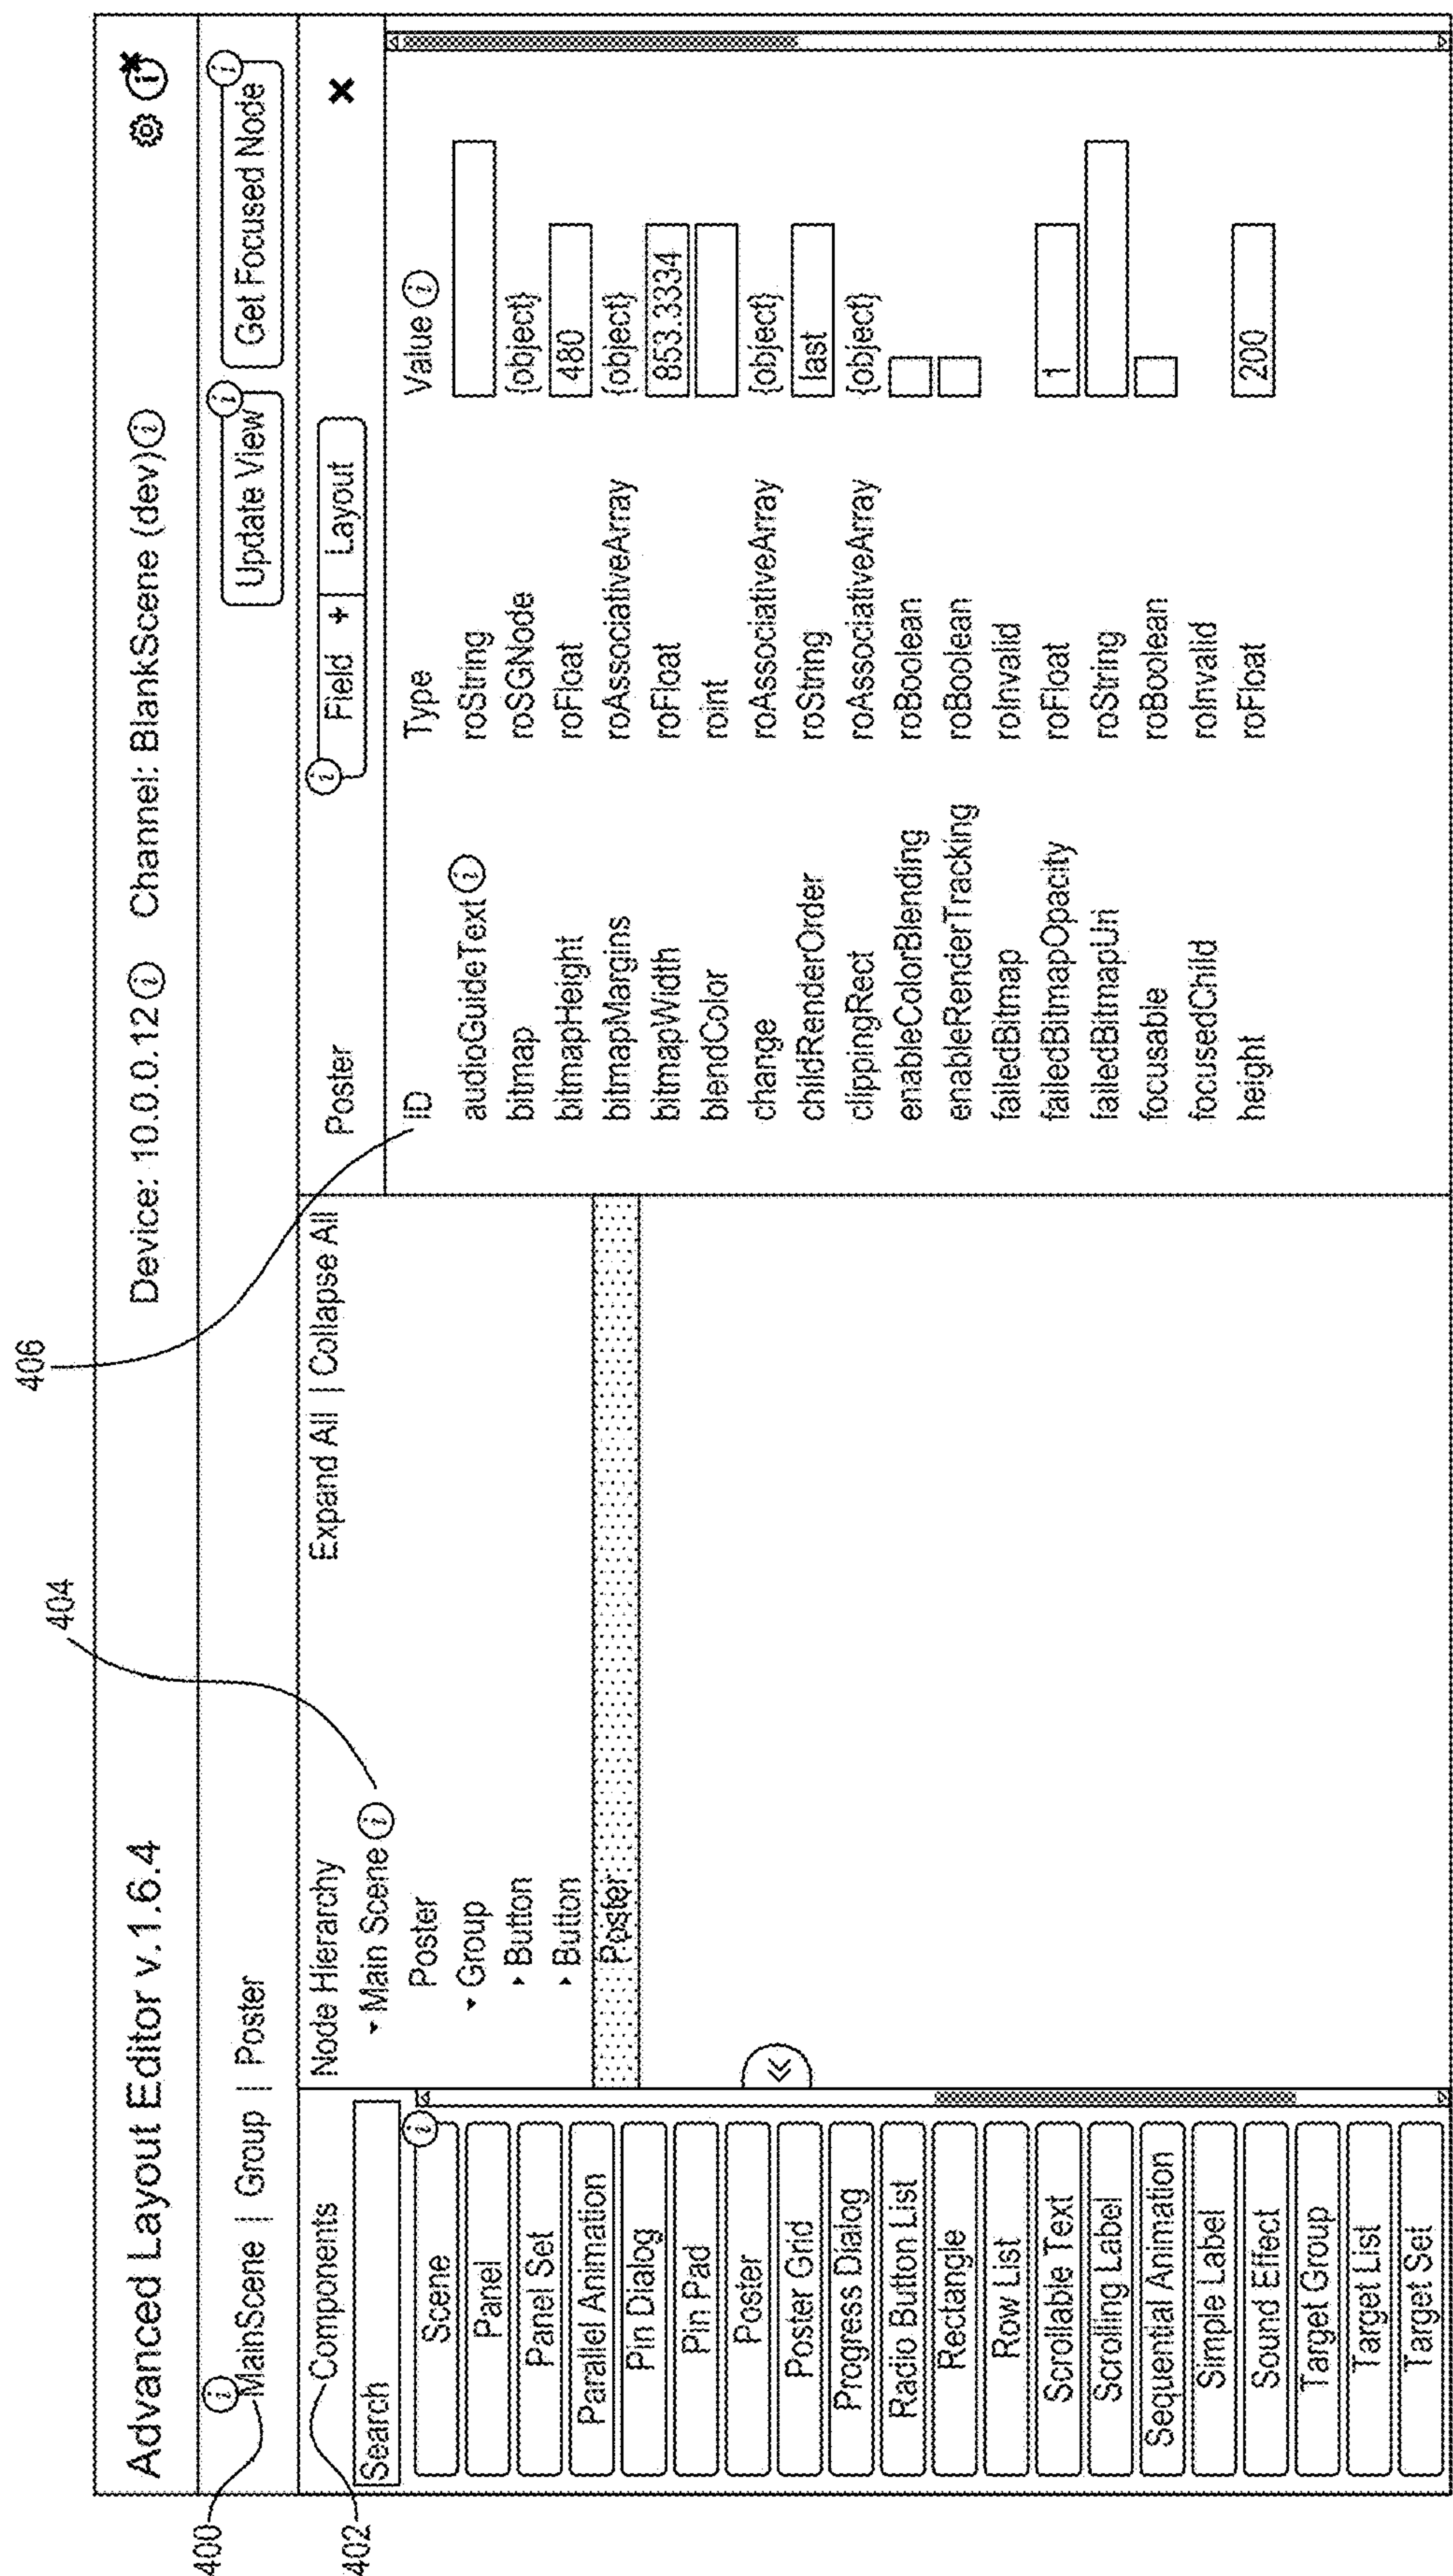 406
404
Advanced Layout Editor v.1.6.4 Device: 10.0.0.12 i Channel: BlankScene (dev) i i
400 i MainScene | Group | Poster Update View i Get Focused Node i
402 Components
Search
i
Scene
Panel
Panel Set
Parallel Animation
Pin Dialog
Pin Pad
Poster
Poster Grid
Progress Dialog
Radio Button List
Rectangle
Row List
Scrollable Text
Scrolling Label
Sequential Animation
Simple Label
Sound Effect
Target Group
Target List
Target Set
Node Hierarchy Expand All | Collapse All
Main Scene i
Poster
Group
Button
Button
Poster
Poster i Field + Layout X
ID Type Value i
audioGuideText i roString
bitmap roSGNode {object}
bitmapHeight roFloat 480
bitmapMargins roAssociativeArray {object}
bitmapWidth roFloat 853.3334
blendColor roint
change roAssociativeArray {object}
childRenderOrder roString last
clippingRect roAssociativeArray {object}
enableColorBlending roBoolean
enableRenderTracking roBoolean
failedBitmap roInvalid
failedBitmapOpacity roFloat 1
failedBitmapUri roString
focusable roBoolean
focusedChild roInvalid
height roFloat 200